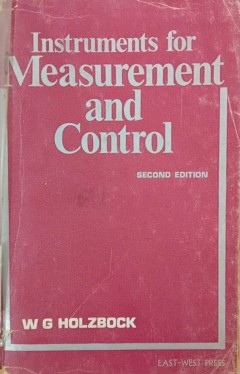 Instruments for
Measurement
and
Control
SECOND EDITION
W G HOLZBOCK
EAST-WEST PRESS